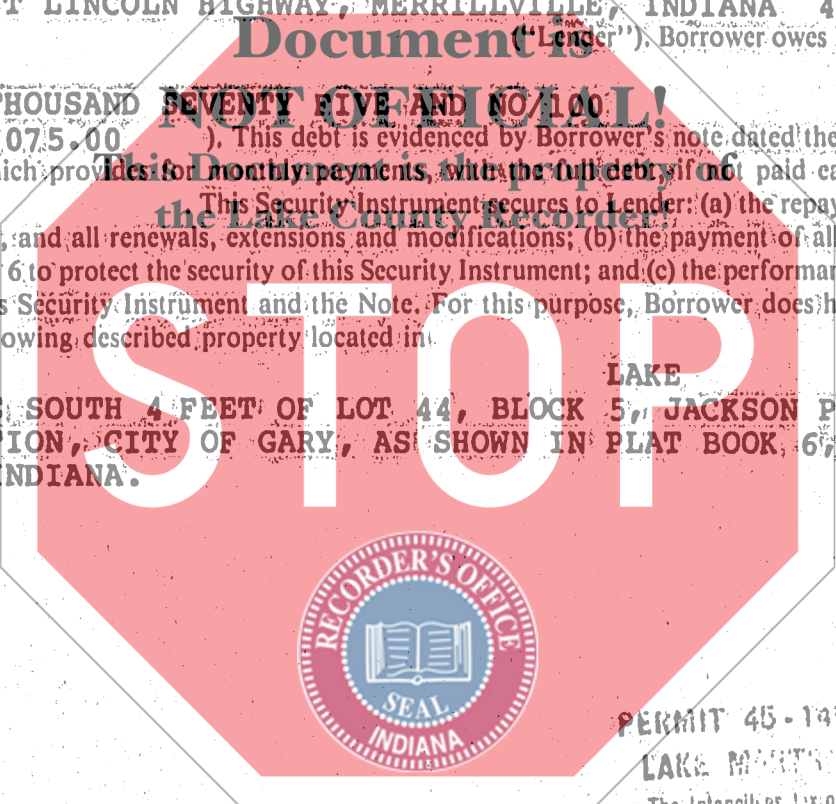 T LINCOLN HIGHWAY, MERRILLVILLE, INDIANA 4
Document is
("Lender"). Borrower owes
THOUSAND SEVENTY FIVE AND NO/100
NOT OFFICIAL!
075.00 ). This debt is evidenced by Borrower's note dated the
This Document is the property of
ich provides for monthly payments, with the full debt, if not paid ea
the Lake County Recorder!
This Security Instrument secures to Lender: (a) the repay
, and all renewals, extensions and modifications; (b) the payment of all
6 to protect the security of this Security Instrument; and (c) the performan
s Security Instrument and the Note. For this purpose, Borrower does h
owing described property located in
LAKE
SOUTH 4 FEET OF LOT 44, BLOCK 5, JACKSON P
ION, CITY OF GARY, AS SHOWN IN PLAT BOOK 6,
INDIANA.
STOP
RECORDER'S OFFICE
SEAL
INDIANA
PERMIT 45-
LAKE